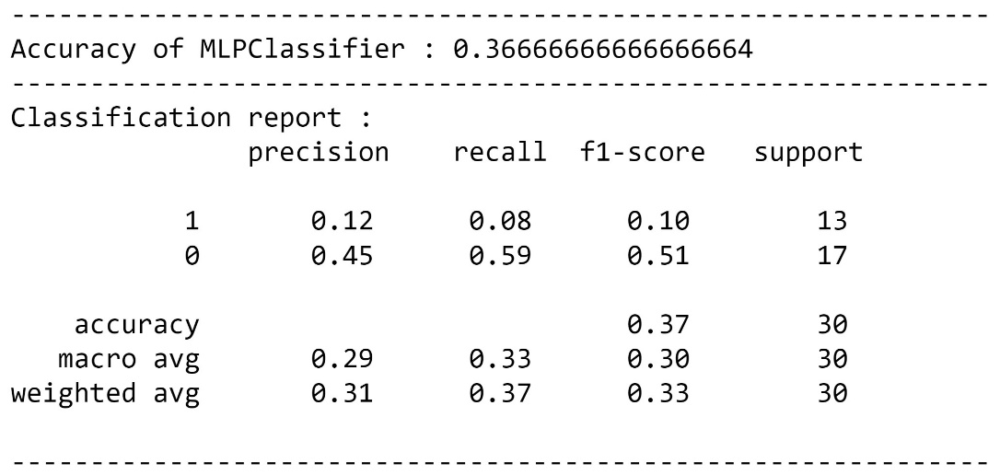 --------------------------------------------------------------
Accuracy of MLPClassifier : 0.36666666666666664
--------------------------------------------------------------
Classification report :
               precision    recall  f1-score   support

           1       0.12      0.08      0.10        13
           0       0.45      0.59      0.51        17

    accuracy                           0.37        30
   macro avg       0.29      0.33      0.30        30
weighted avg       0.31      0.37      0.33        30

--------------------------------------------------------------